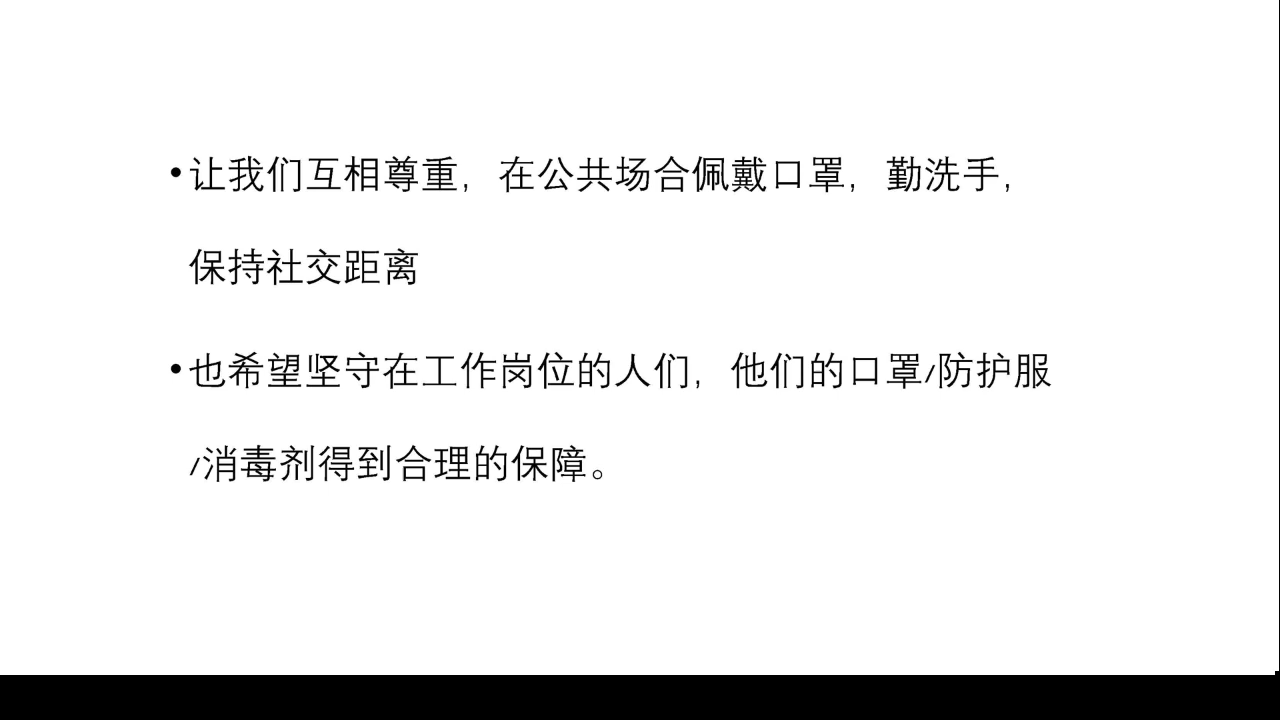 •让我们互相尊重，在公共场合佩戴口罩，勤洗手，
保持社交距离
•也希望坚守在工作岗位的人们，他们的口罩/防护服
/消毒剂得到合理的保障。